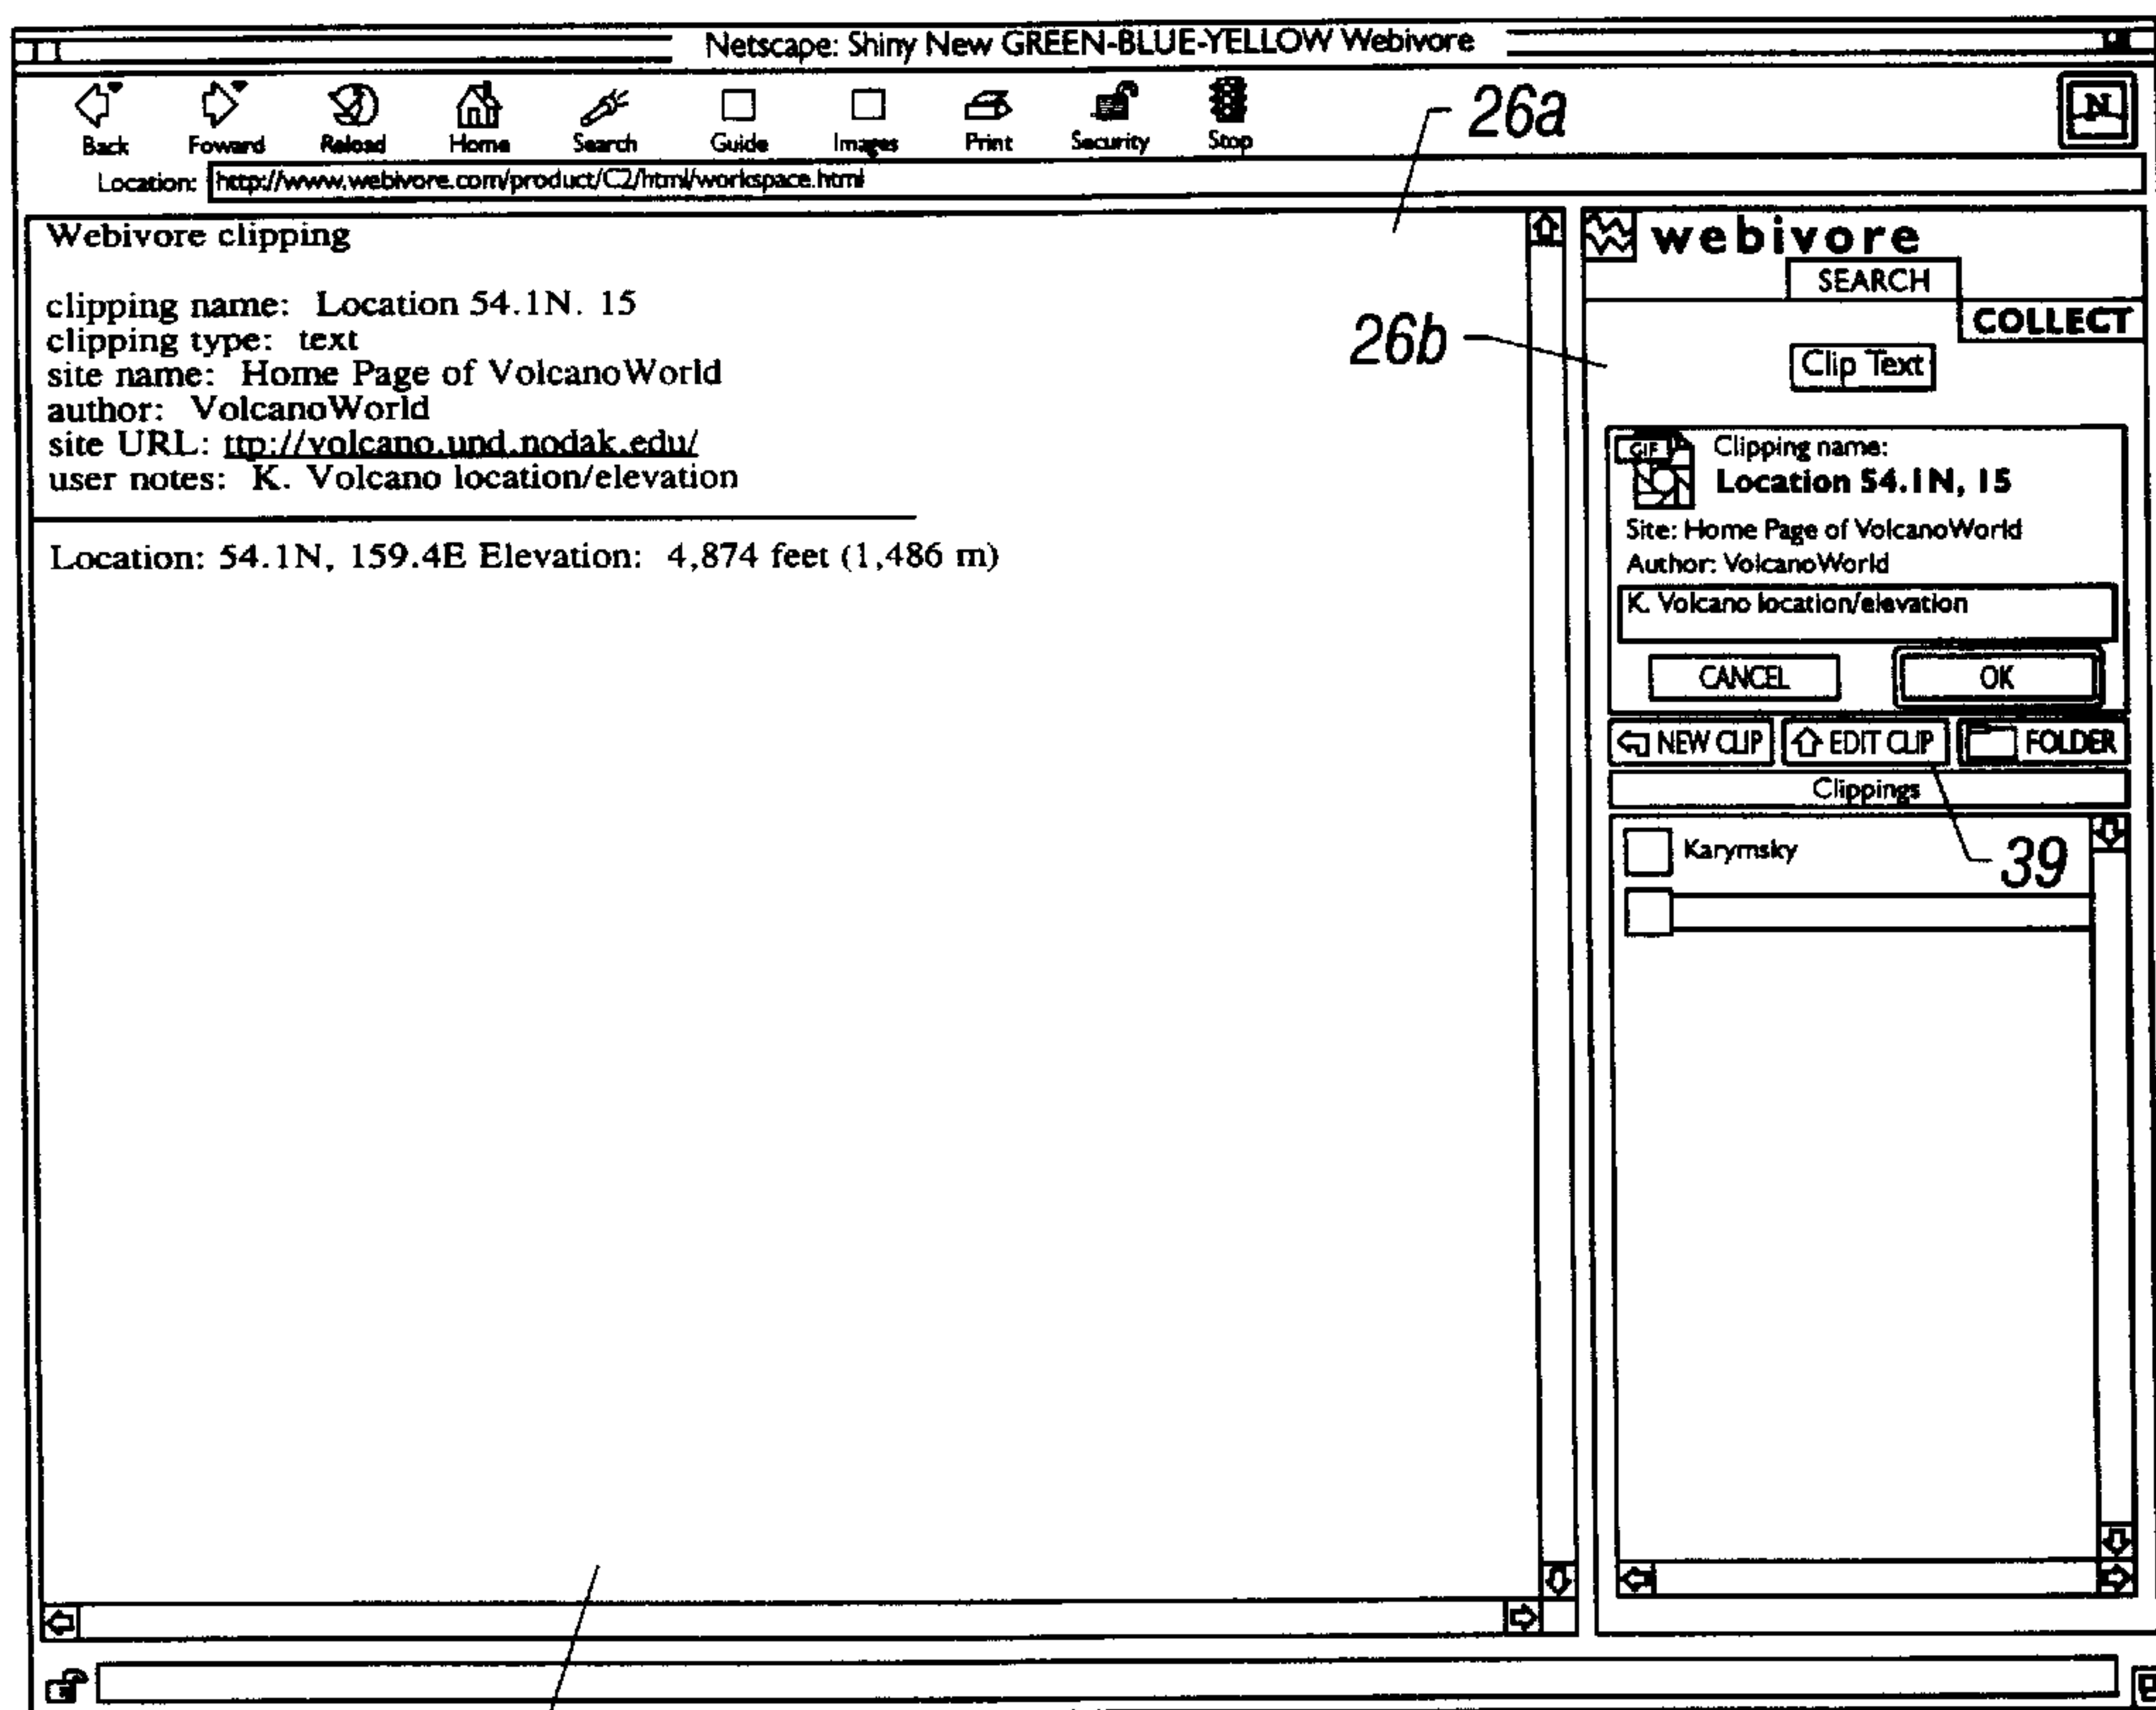 Netscape: Shiny New GREEN-BLUE-YELLOW Webivore
Back Foward Reload Home Search Guide Images Print Security Stop
N
26a
Location: http://www.webivore.com/product/C2/html/workspace.html
Webivore clipping
clipping name: Location 54.1N. 15
clipping type: text
site name: Home Page of VolcanoWorld
author: VolcanoWorld
site URL: ttp://volcano.und.nodak.edu/
user notes: K. Volcano location/elevation
Location: 54.1N, 159.4E Elevation: 4,874 feet (1,486 m)
26b
webivore
SEARCH
COLLECT
Clip Text
GIF
Clipping name:
Location 54.1N, 15
Site: Home Page of VolcanoWorld
Author: VolcanoWorld
K. Volcano location/elevation
CANCEL OK
NEW CLIP EDIT CLIP FOLDER
Clippings
Karymsky
39